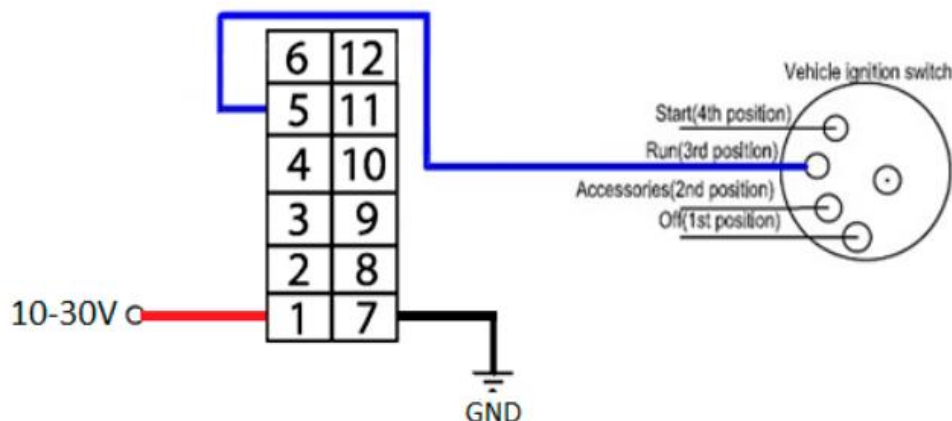 6 12
5 11
4 10
3 9
2 8
1 7
10-30V
GND
Vehicle ignition switch
Start(4th position)
Run(3rd position)
Accessories(2nd position)
Off(1st position)